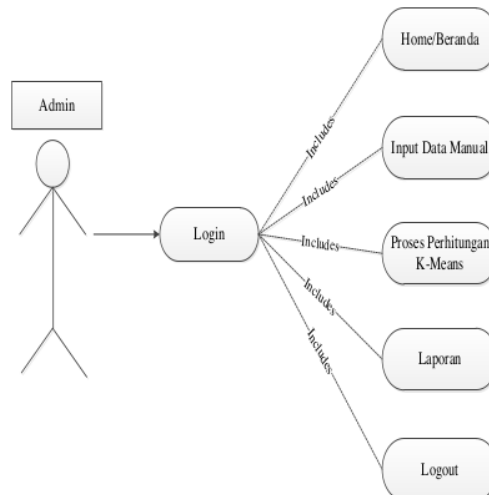 Admin
Login
Includes
Includes
Includes
Includes
Includes
Home/Beranda
Input Data Manual
Proses Perhitungan
K-Means
Laporan
Logout